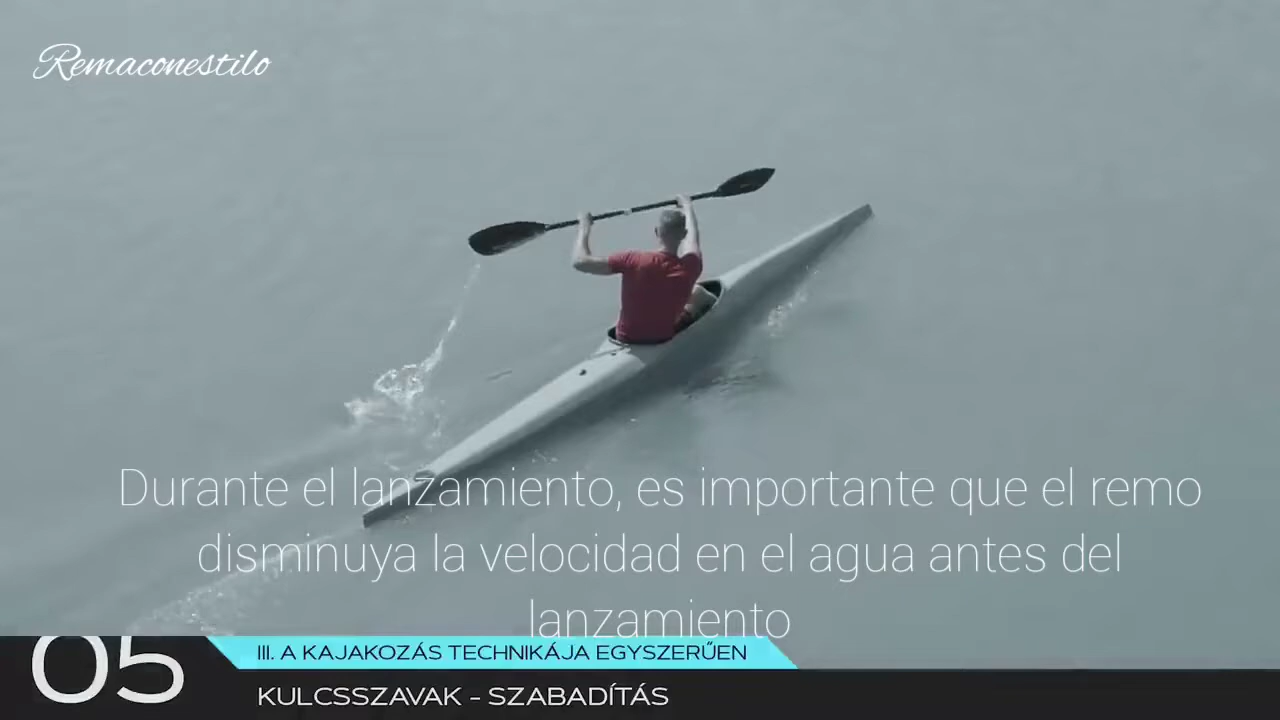 Remaconestilo
Durante el lanzamiento, es importante que el remo
disminuya la velocidad en el agua antes del
lanzamiento
05
III. A KAJAKOZÁS TECHNIKÁJA EGYSZERŰEN
KULCSSZAVAK - SZABADÍTÁS